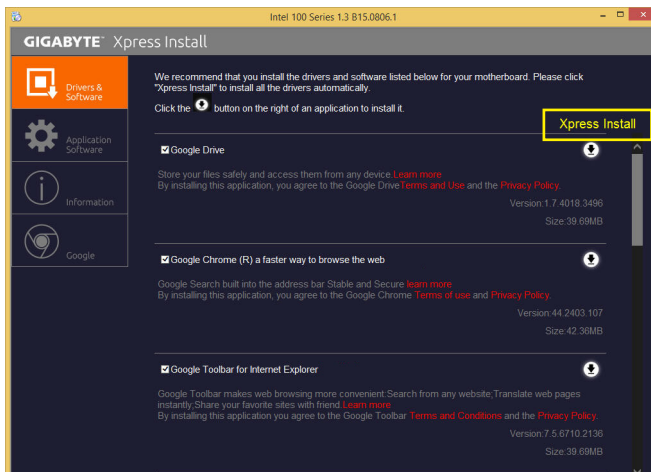 Intel 100 Series 1.3 B15.0806.1
GIGABYTE™ Xpress Install
Drivers &
Software
Application
Software
Information
Google
We recommend that you install the drivers and software listed below for your motherboard. Please click
"Xpress Install" to install all the drivers automatically.
Click the button on the right of an application to install it.
Xpress Install
Google Drive
Store your files safely and access them from any device.Learn more
By installing this application, you agree to the Google DriveTerms and Use and the Privacy Policy.
Version:1.7.4018.3496
Size:39.69MB
Google Chrome (R) a faster way to browse the web
Google Search built into the address bar Stable and Secure learn more
By installing this application, you agree to the Google Chrome Terms of use and Privacy Policy.
Version:44.2403.107
Size:42.36MB
Google Toolbar for Internet Explorer
Google Toolbar makes web browsing more convenient.Search from any website;Translate web pages
instantly;Share your favorite sites with friend.Learn more
By installing this application you agree to the Google Toolbar Terms and Conditions and the Privacy Policy.
Version:7.5.6710.2136
Size:39.69MB